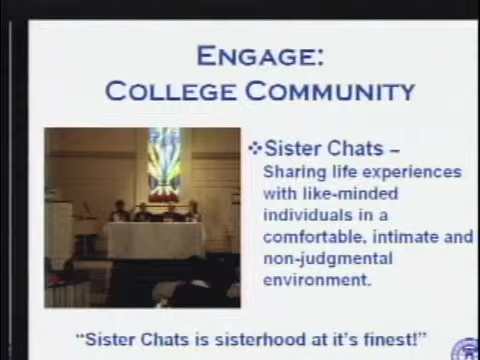 ENGAGE:
COLLEGE COMMUNITY
❖Sister Chats –
Sharing life experiences
with like-minded
individuals in a
comfortable, intimate and
non-judgmental
environment.
“Sister Chats is sisterhood at it’s finest!”